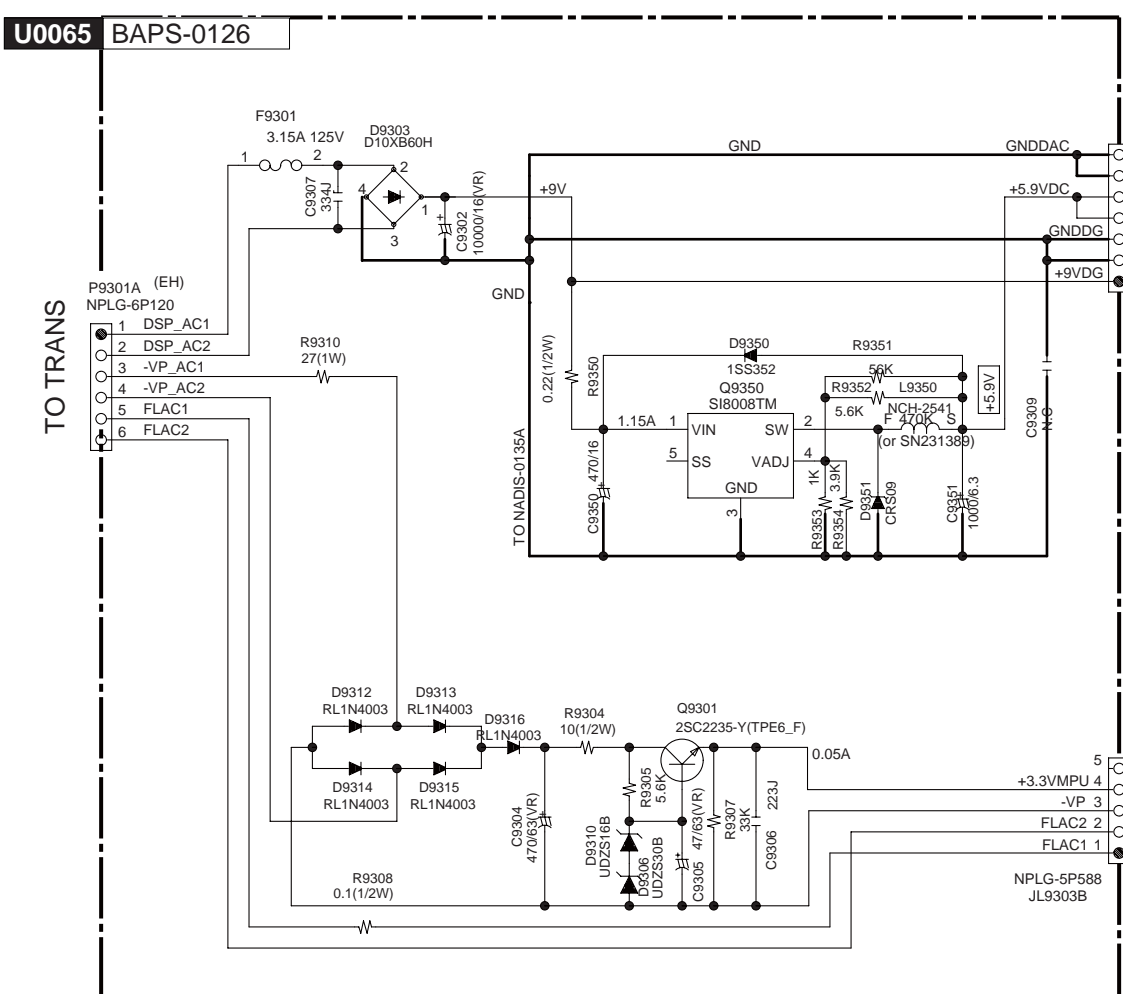 U0065 BAPS-0126
F9301
3.15A 125V
1 2
D9303
D10XB60H
C9307
334J
2
4
1
3
C9302
10000/16(VR)
+
+9V
GND
GNDDAC
+5.9VDC
GNDDG
+9VDG
GND
TO TRANS
P9301A (EH)
NPLG-6P120
1 DSP_AC1
2 DSP_AC2
3 -VP_AC1
4 -VP_AC2
5 FLAC1
6 FLAC2
R9310
27(1W)
TO NADIS-0135A
0.22(1/2W)
R9350
D9350
1SS352
R9351
56K
R9352
5.6K
L9350
NCH-2541
F 470K S
(or SN231389)
+5.9V
C9309
N.C
Q9350
SI8008TM
1.15A
1 VIN
SW 2
5 SS
VADJ 4
GND
3
C9350
470/16
+
1K
R9353
3.9K
R9354
D9351
CRS09
C9351
1000/6.3
+
D9312
RL1N4003
D9313
RL1N4003
D9314
RL1N4003
D9315
RL1N4003
D9316
RL1N4003
R9304
10(1/2W)
Q9301
2SC2235-Y(TPE6_F)
0.05A
C9304
470/63(VR)
+
R9305
5.6K
D9310
UDZS16B
D9306
UDZS30B
C9305
47/63(VR)
+
R9307
33K
C9306
223J
R9308
0.1(1/2W)
5
+3.3VMPU 4
-VP 3
FLAC2 2
FLAC1 1
NPLG-5P588
JL9303B